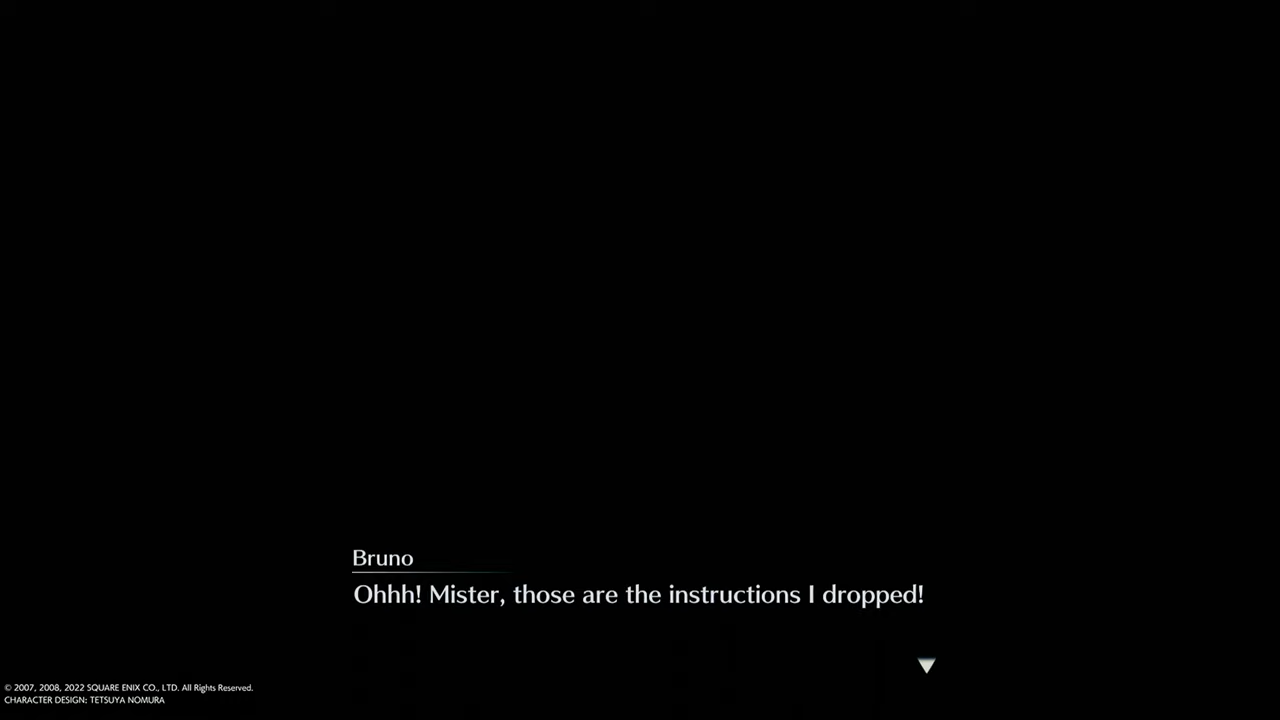 Bruno
Ohhh! Mister, those are the instructions I dropped!
© 2007, 2008, 2022 SQUARE ENIX CO., LTD. All Rights Reserved.
CHARACTER DESIGN: TETSUYA NOMURA